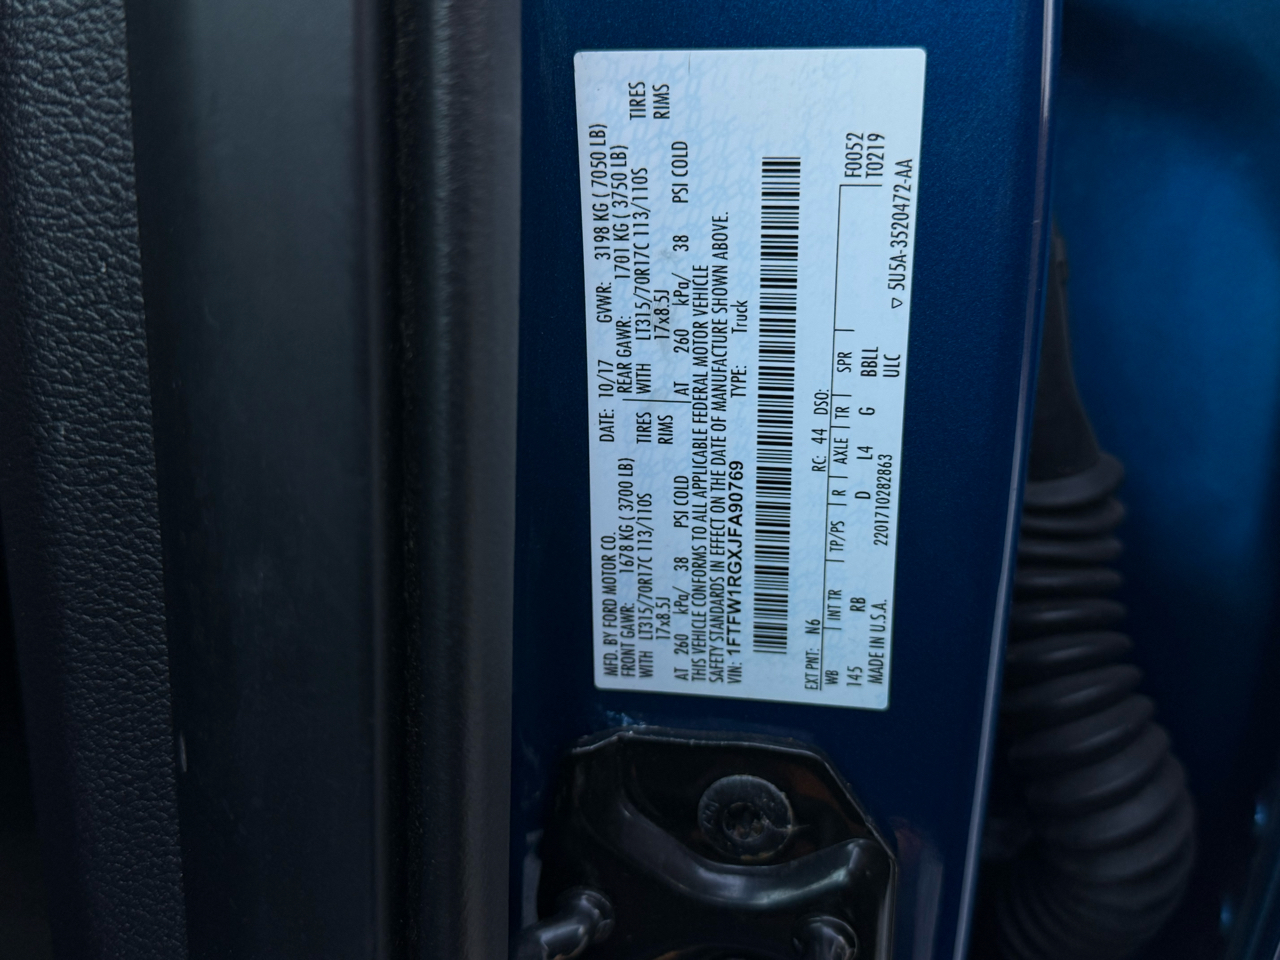 MFD. BY FORD MOTOR CO. DATE: 10/17 GVWR: 3198 KG ( 7050 LB)
FRONT GAWR: 1678 KG ( 3700 LB) REAR GAWR: 1701 KG ( 3750 LB)
WITH LT315/70R17C 113/110S TIRES WITH LT315/70R17C 113/110S TIRES
17x8.5J RIMS 17x8.5J RIMS
AT 260 kPa/ 38 PSI COLD AT 260 kPa/ 38 PSI COLD
THIS VEHICLE CONFORMS TO ALL APPLICABLE FEDERAL MOTOR VEHICLE
SAFETY STANDARDS IN EFFECT ON THE DATE OF MANUFACTURE SHOWN ABOVE.
VIN: 1FTFW1RGXJFA90769 TYPE: Truck
EXT PNT: N6 RC: 44 DSO:
WB INT TR TP/PS R AXLE TR SPR F0052
145 RB D L4 G BBLL T0219
MADE IN U.S.A. 2201710282863 ULC ▽ 5U5A-3520472-AA